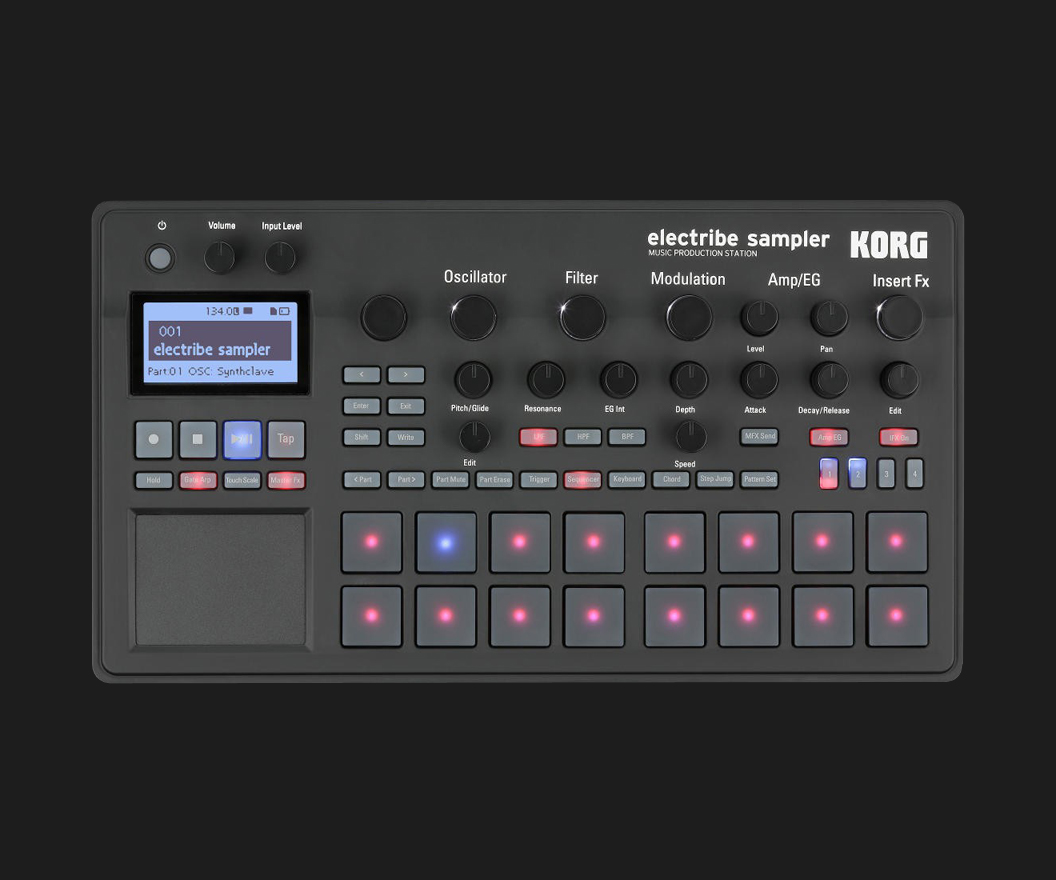 Volume Input Level
electribe sampler KORG
MUSIC PRODUCTION STATION
Oscillator Filter Modulation Amp/EG Insert Fx
134.0
001
electribe sampler
Part:01 OSC: Synthclave
Level Pan
< >
Enter Exit
Pitch/Glide Resonance EG Int Depth Attack Decay/Release Edit
Shift Write
LPF HPF BPF MFX Send Amp EG IFX On
Tap
Edit Speed
1 2 3 4
Hold Gate Arp Touch Scale Master Fx
< Part Part > Part Mute Part Erase Trigger Sequencer Keyboard Chord Step Jump Pattern Set